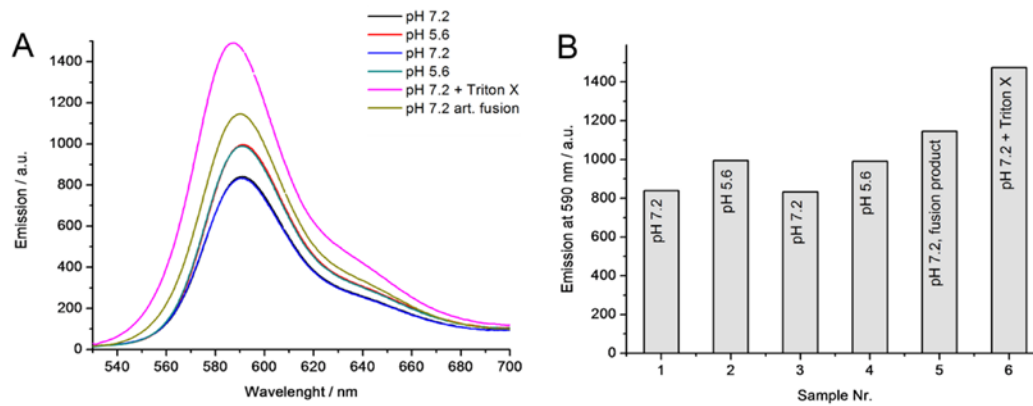 A
pH 7.2
pH 5.6
pH 7.2
pH 5.6
pH 7.2 + Triton X
pH 7.2 art. fusion
Emission / a.u.
1400
1200
1000
800
600
400
200
0
540 560 580 600 620 640 660 680 700
Wavelenght / nm
B
Emission at 590 nm / a.u.
1400
1200
1000
800
600
400
200
0
pH 7.2
pH 5.6
pH 7.2
pH 5.6
pH 7.2, fusion product
pH 7.2 + Triton X
1 2 3 4 5 6
Sample Nr.